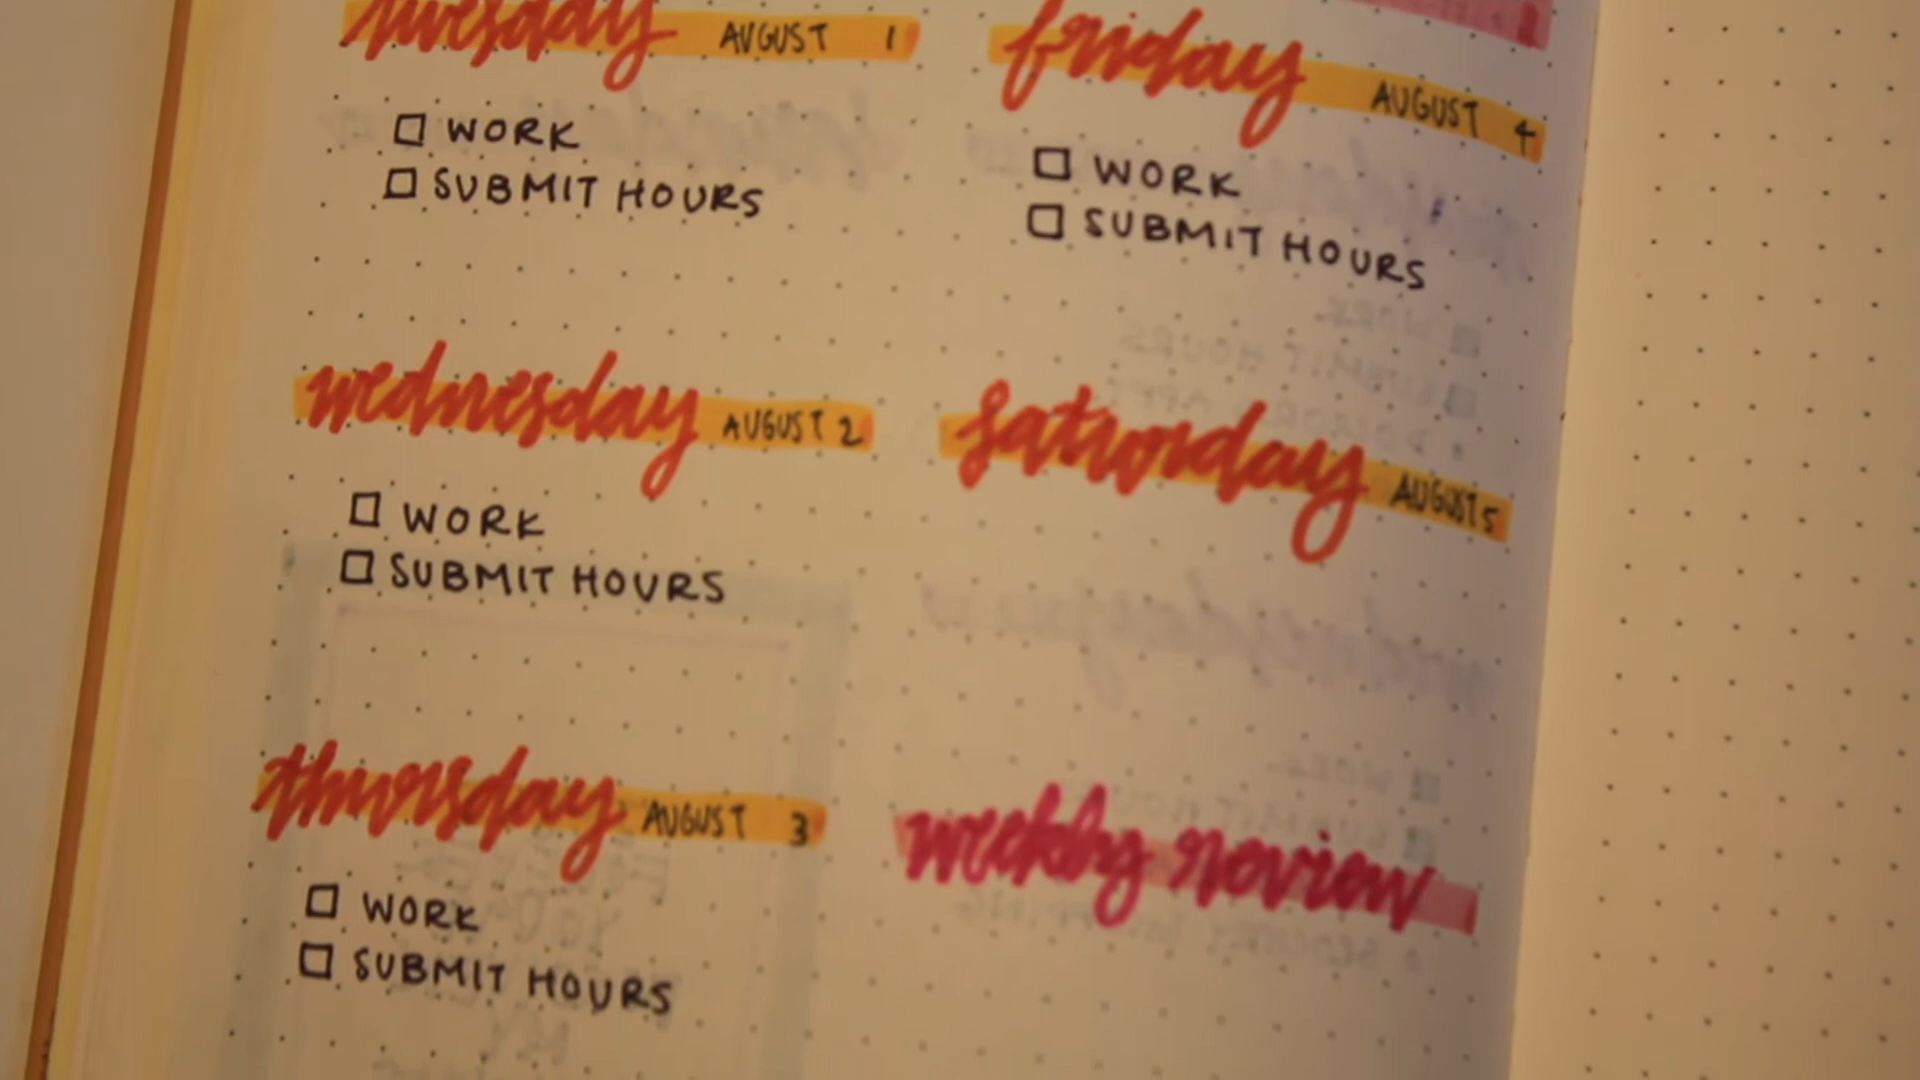 tuesday AUGUST 1
WORK
SUBMIT HOURS
wednesday AUGUST 2
WORK
SUBMIT HOURS
thursday AUGUST 3
WORK
SUBMIT HOURS
friday AUGUST 4
WORK
SUBMIT HOURS
saturday AUGUST 5
weekly review